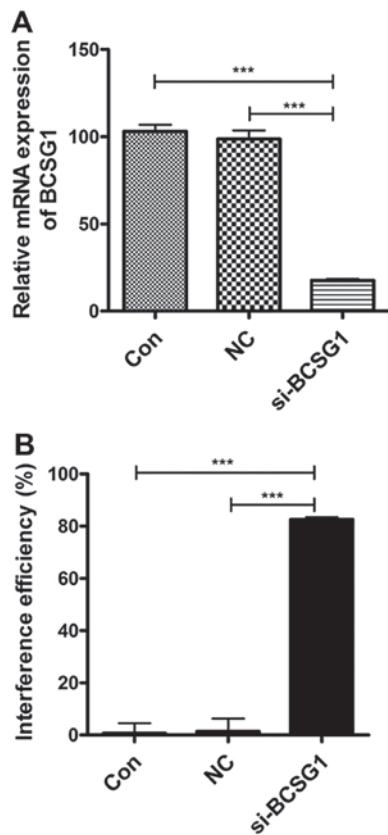 A
Relative mRNA expression
of BCSG1
150
100
50
0
***
***
Con
NC
si-BCSG1
B
Interference efficiency (%)
100
80
60
40
20
0
***
***
Con
NC
si-BCSG1